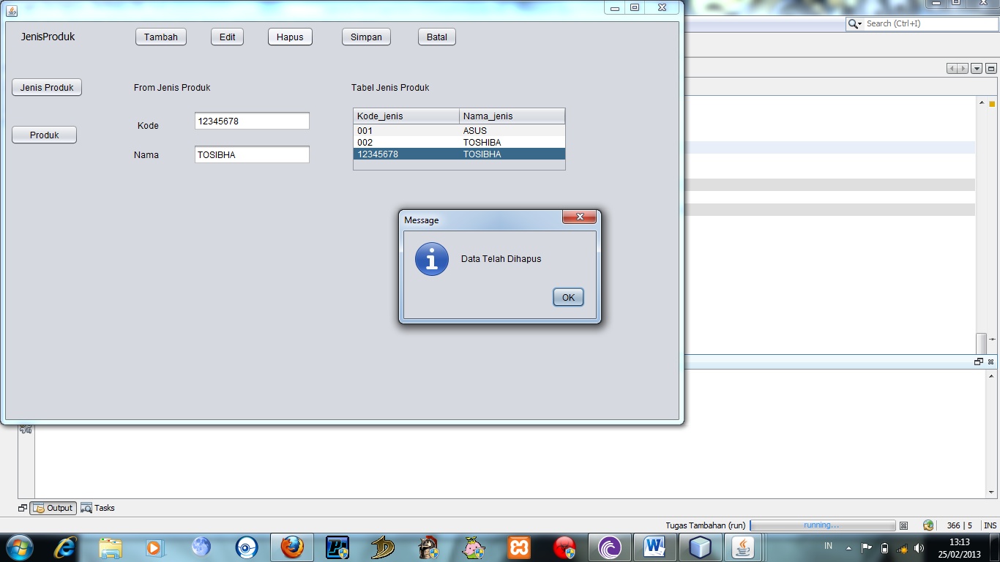 Search (Ctrl+I)
JenisProduk
Tambah
Edit
Hapus
Simpan
Batal
Jenis Produk
From Jenis Produk
Tabel Jenis Produk
Kode
12345678
Kode_jenis Nama_jenis
001 ASUS
002 TOSHIBA
12345678 TOSIBHA
Produk
Nama
TOSIBHA
Message
Data Telah Dihapus
OK
Output
Tasks
Tugas Tambahan (run)
running...
366 | 5
INS
IN
13:13
25/02/2013